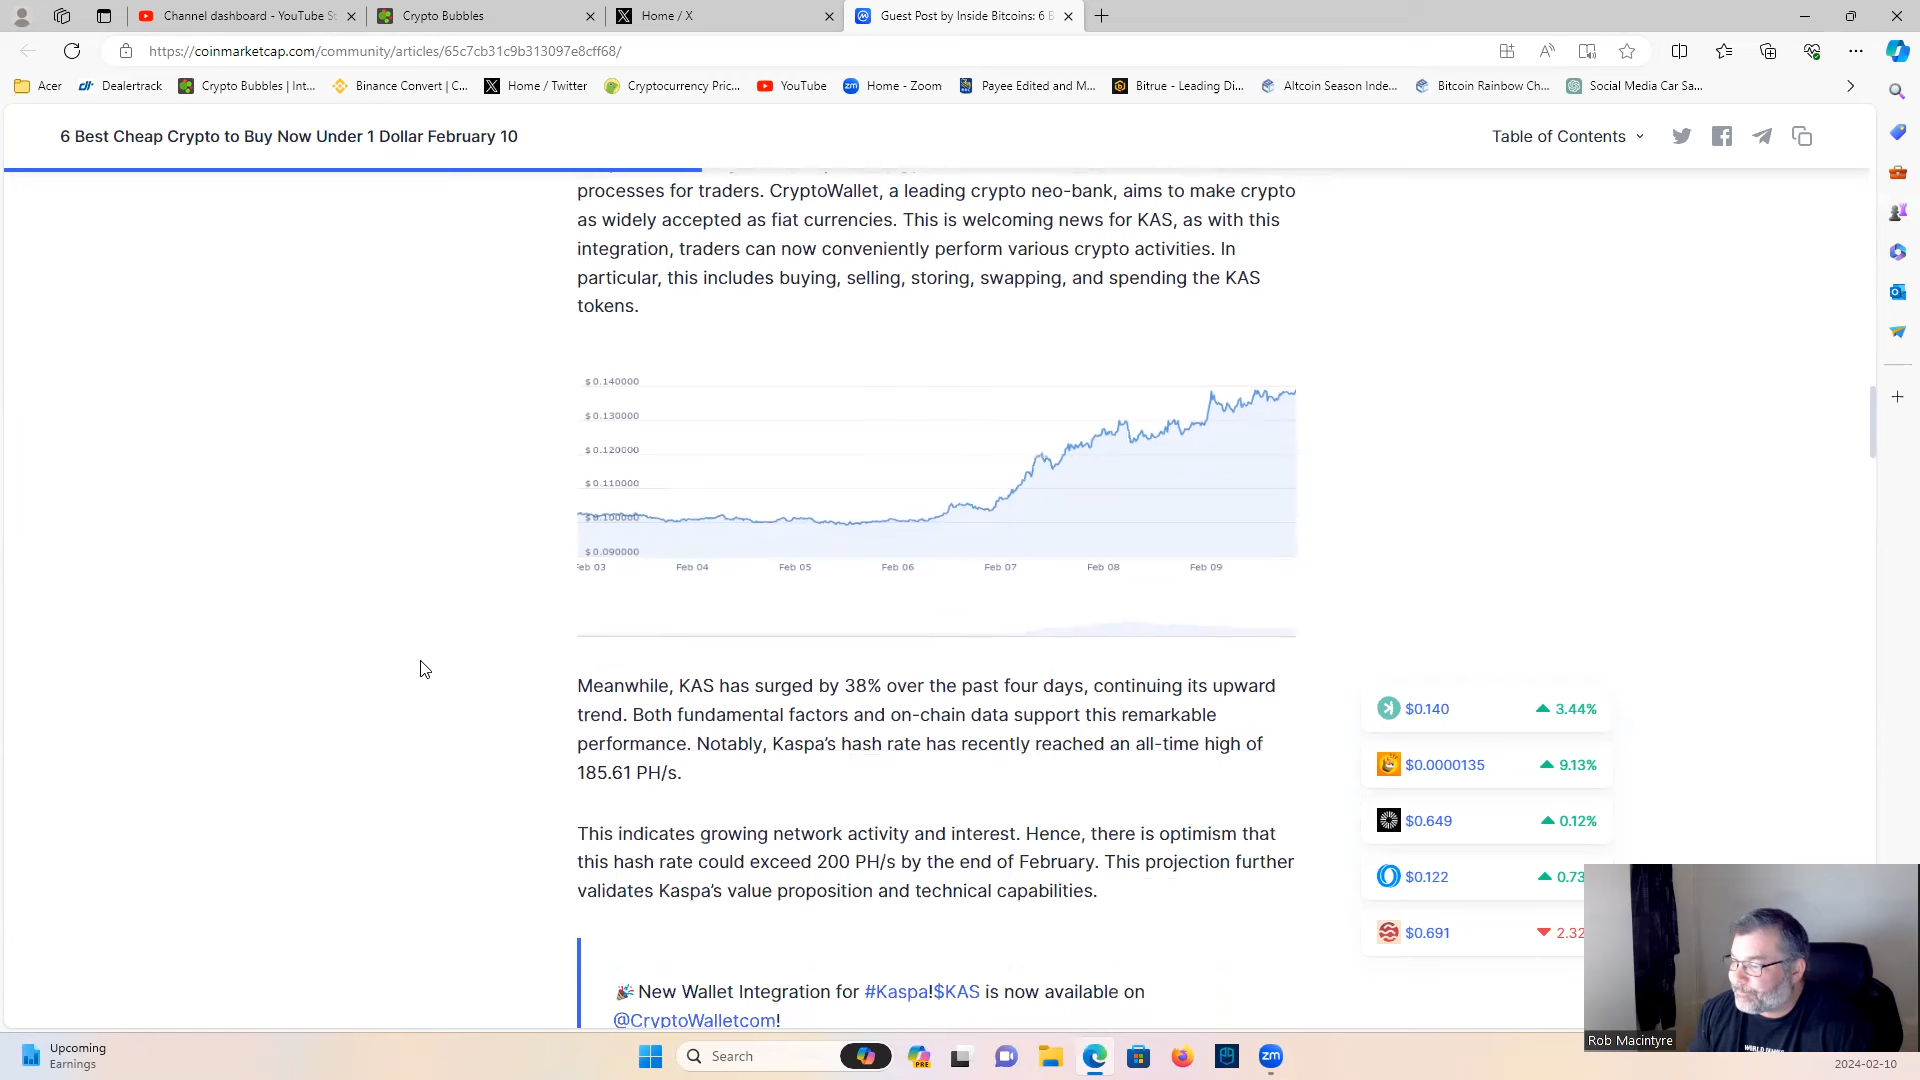 Channel dashboard - YouTube St
Crypto Bubbles
Home / X
Guest Post by Inside Bitcoins: 6 B
https://coinmarketcap.com/community/articles/65c7cb31c9b313097e8cff68/
Acer
Dealertrack
Crypto Bubbles | Int...
Binance Convert | C...
Home / Twitter
Cryptocurrency Pric...
YouTube
Home - Zoom
Payee Edited and M...
Bitrue - Leading Di...
Altcoin Season Inde...
Bitcoin Rainbow Ch...
Social Media Car Sa...
6 Best Cheap Crypto to Buy Now Under 1 Dollar February 10
Table of Contents
processes for traders. CryptoWallet, a leading crypto neo-bank, aims to make crypto
as widely accepted as fiat currencies. This is welcoming news for KAS, as with this
integration, traders can now conveniently perform various crypto activities. In
particular, this includes buying, selling, storing, swapping, and spending the KAS
tokens.
$0.140000
$0.130000
$0.120000
$0.110000
$0.100000
$0.090000
Feb 03
Feb 04
Feb 05
Feb 06
Feb 07
Feb 08
Feb 09
Meanwhile, KAS has surged by 38% over the past four days, continuing its upward
trend. Both fundamental factors and on-chain data support this remarkable
performance. Notably, Kaspa's hash rate has recently reached an all-time high of
185.61 PH/s.
This indicates growing network activity and interest. Hence, there is optimism that
this hash rate could exceed 200 PH/s by the end of February. This projection further
validates Kaspa's value proposition and technical capabilities.
🎉New Wallet Integration for #Kaspa!$KAS is now available on
@CryptoWalletcom!
$0.140 3.44%
$0.0000135 9.13%
$0.649 0.12%
$0.122 0.73
$0.691 2.32
Rob Macintyre
Upcoming
Earnings
Search
PRE
zm
2024-02-10